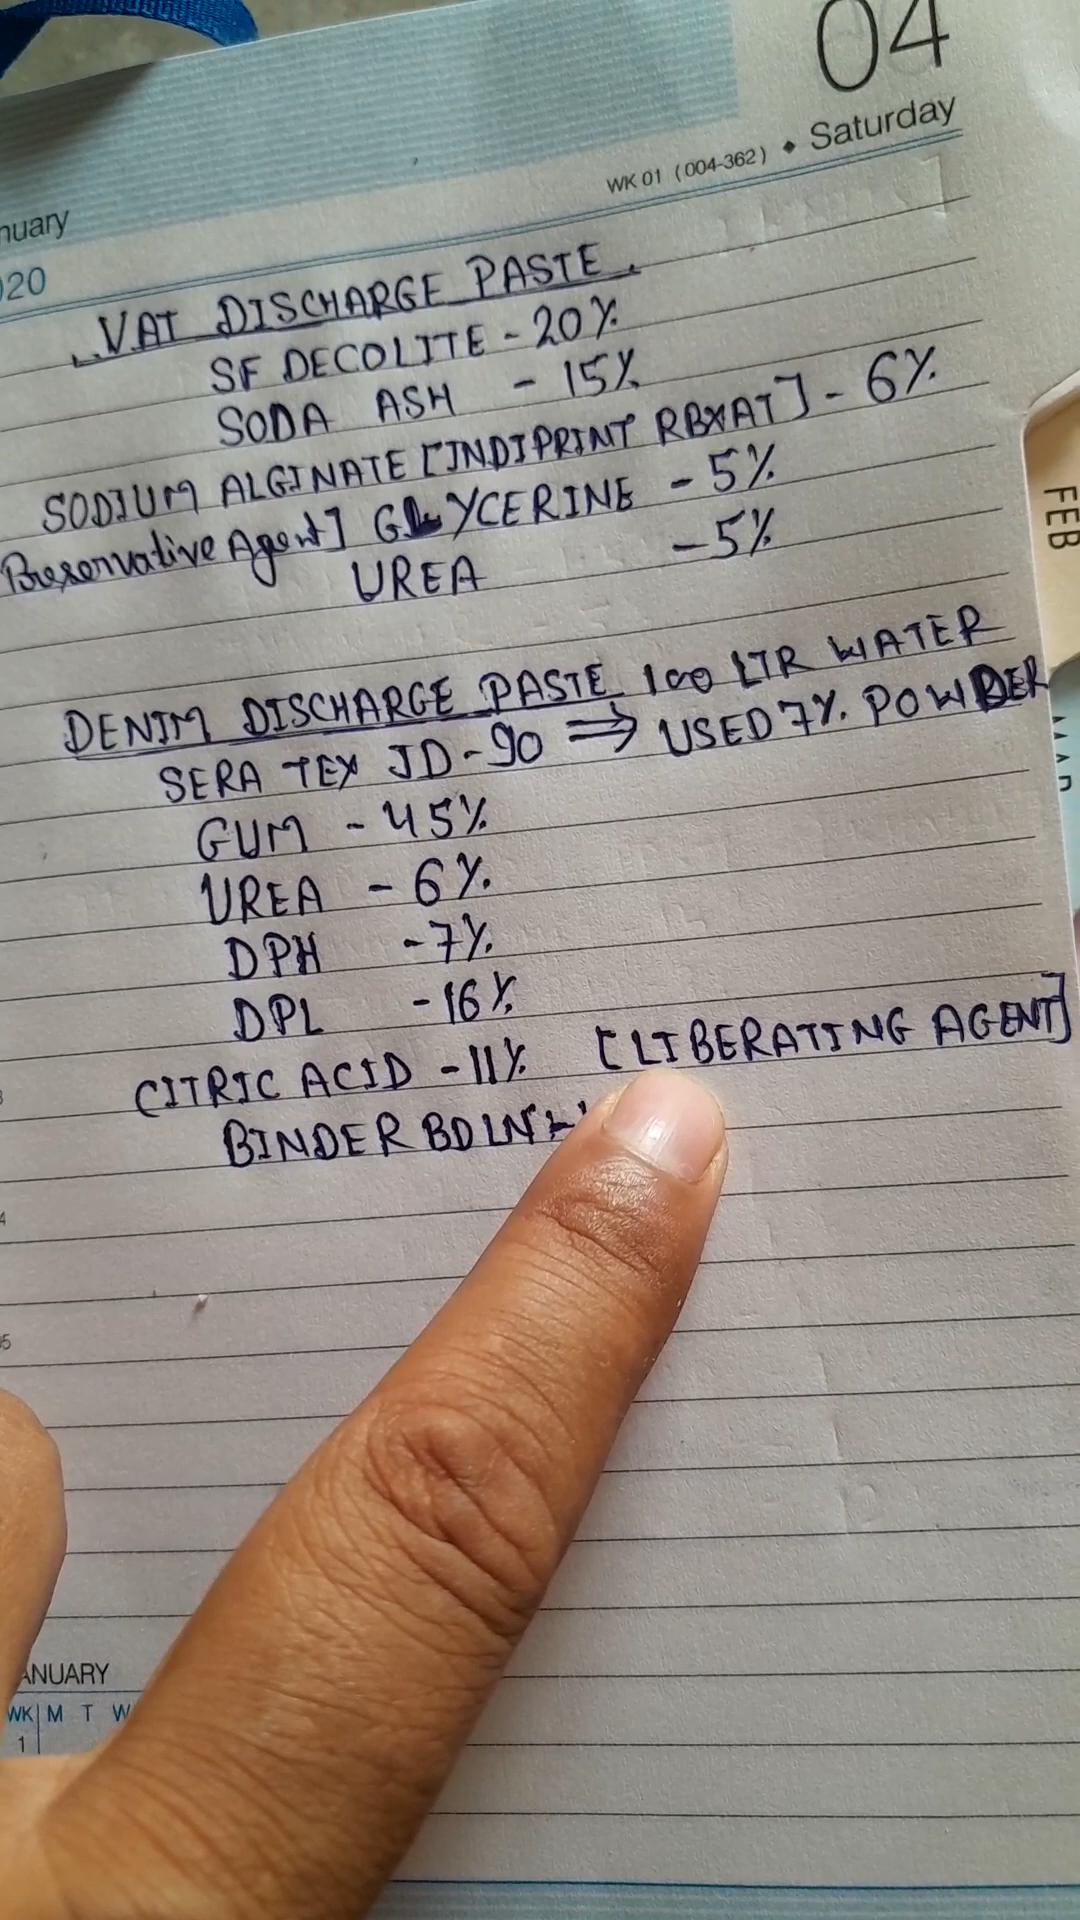 04
Saturday
WK 01 (004-362) •
nuary
020
VAT DISCHARGE PASTE
SF DECOLITE - 20%
SODA ASH - 15%
SODIUM ALGINATE [INDIPRINT RBXAT] - 6%
Preservative Agent] GLYCERINE - 5%
UREA - 5%
DENIM DISCHARGE PASTE 100 LTR WATER
SERA TEX JD-90 ⇒ USED 7% POWDER
GUM - 45%
UREA - 6%
DPH - 7%
DPL - 16%
CITRIC ACID - 11% [LIBERATING AGENT]
BINDER
FEB
ANUARY
WK M T W
1